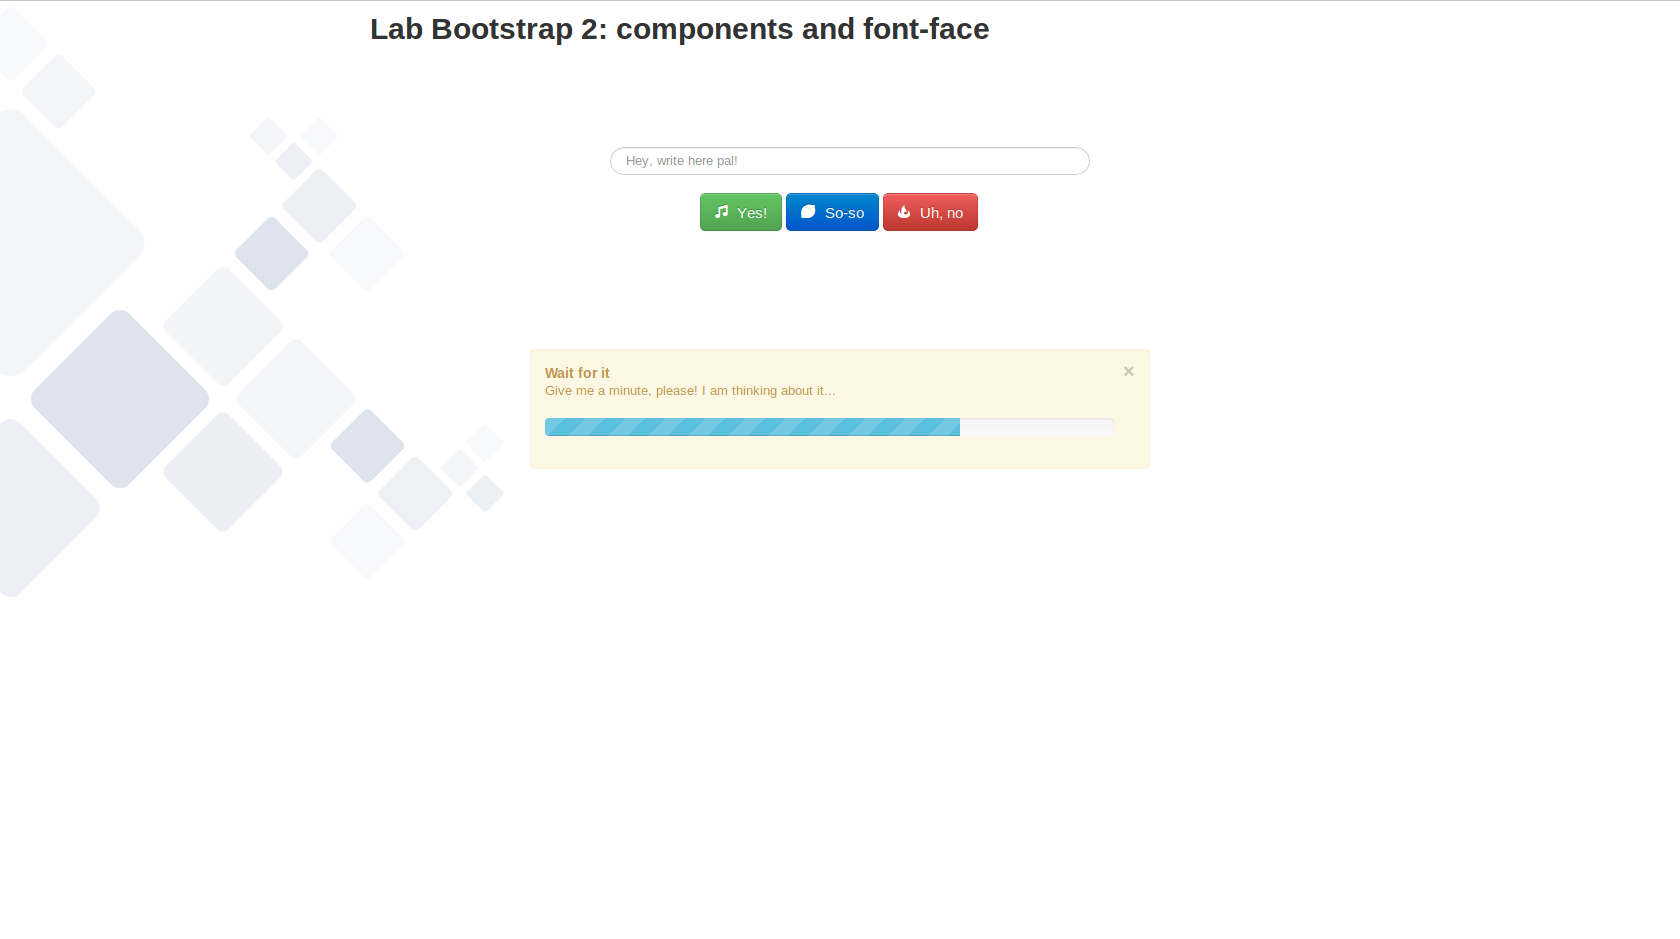 Lab Bootstrap 2: components and font-face
Hey, write here pal!
Yes! So-so Uh, no
Wait for it ×
Give me a minute, please! I am thinking about it...